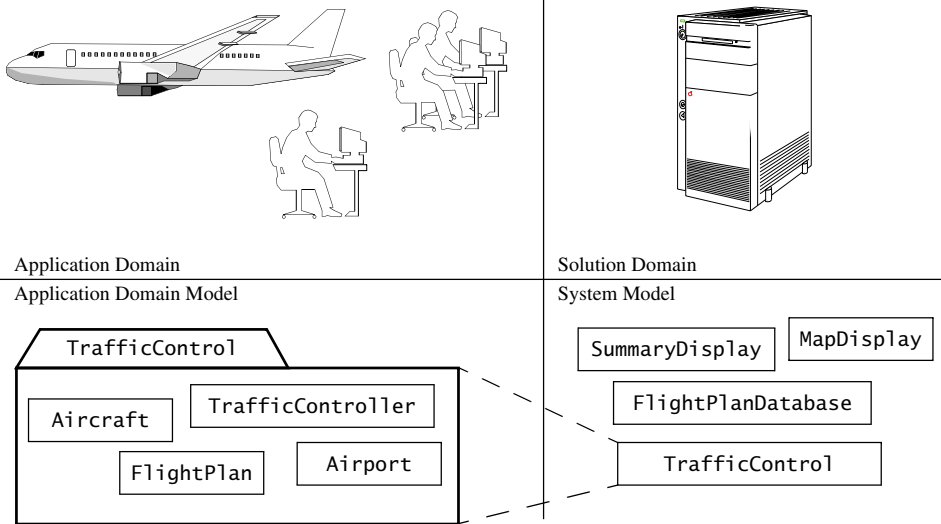 Application Domain
Solution Domain
Application Domain Model
System Model
TrafficControl
Aircraft
TrafficController
FlightPlan
Airport
SummaryDisplay
MapDisplay
FlightPlanDatabase
TrafficControl